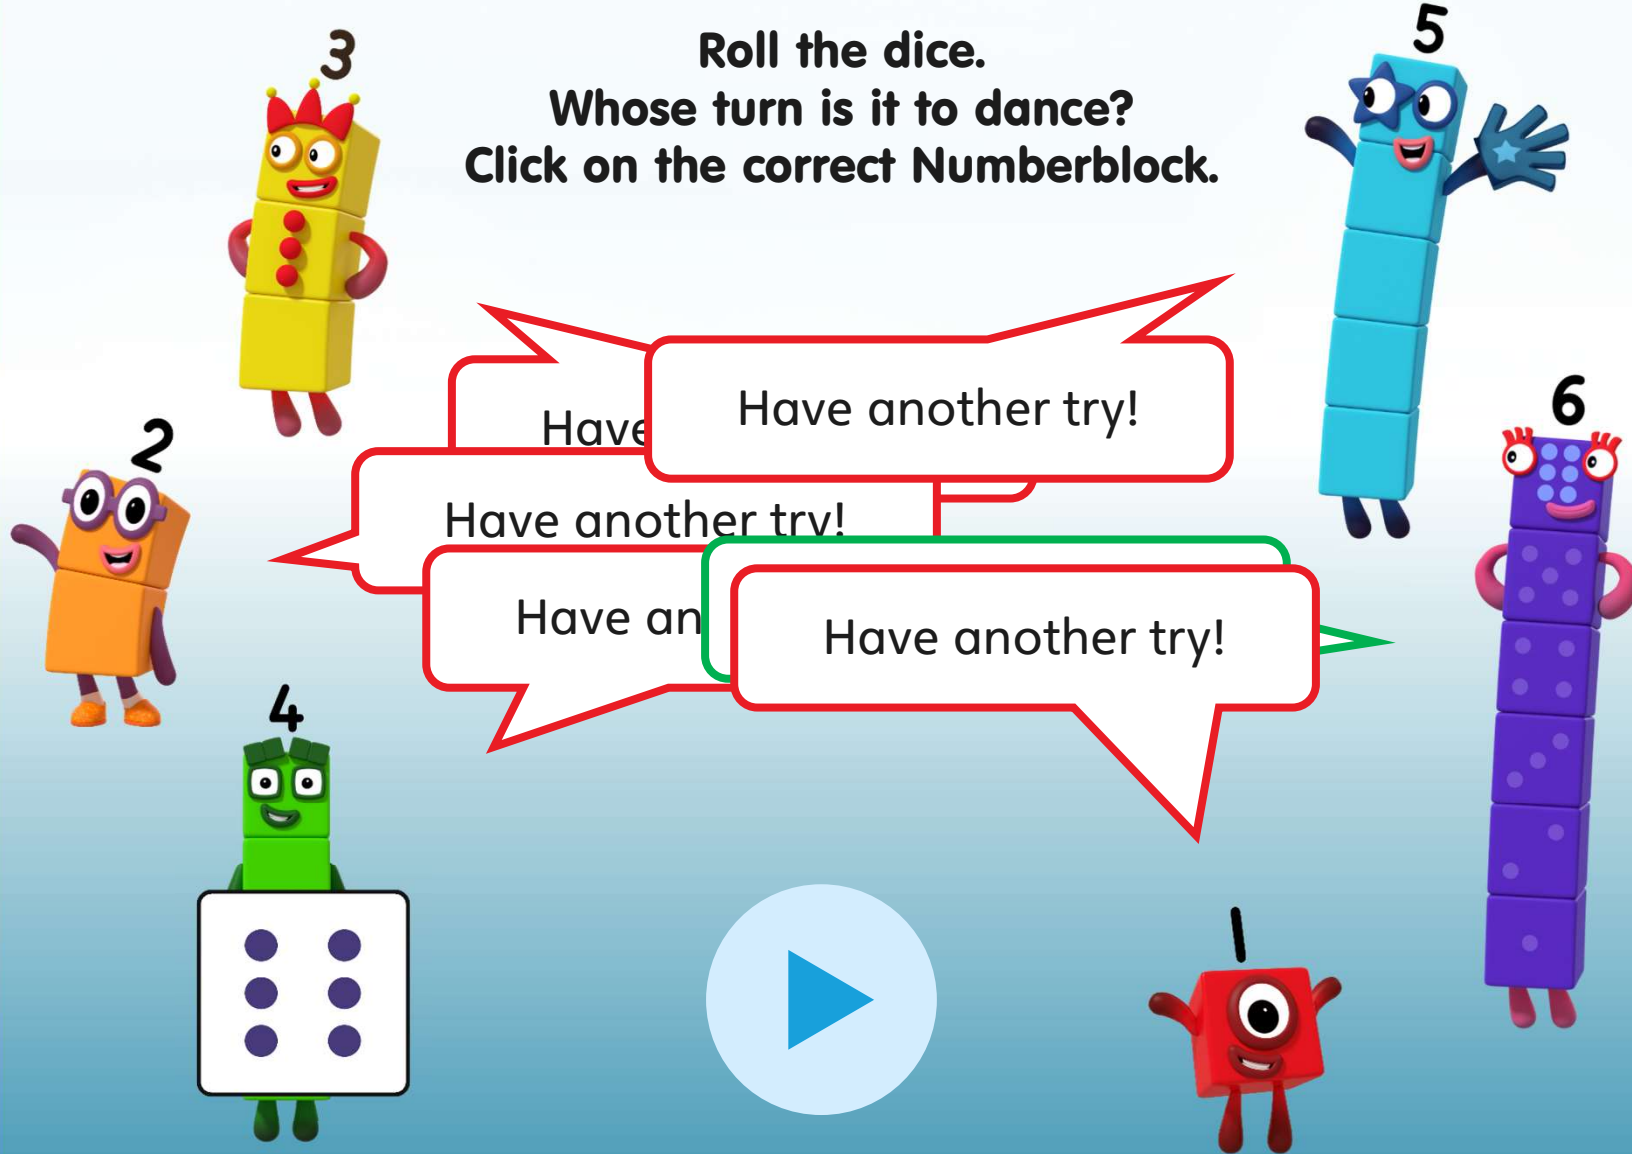 3
5
Roll the dice.
Whose turn is it to dance?
Click on the correct Numberblock.
Have another try!
Have
6
2
Have another try!
Have an
Have another try!
4
1